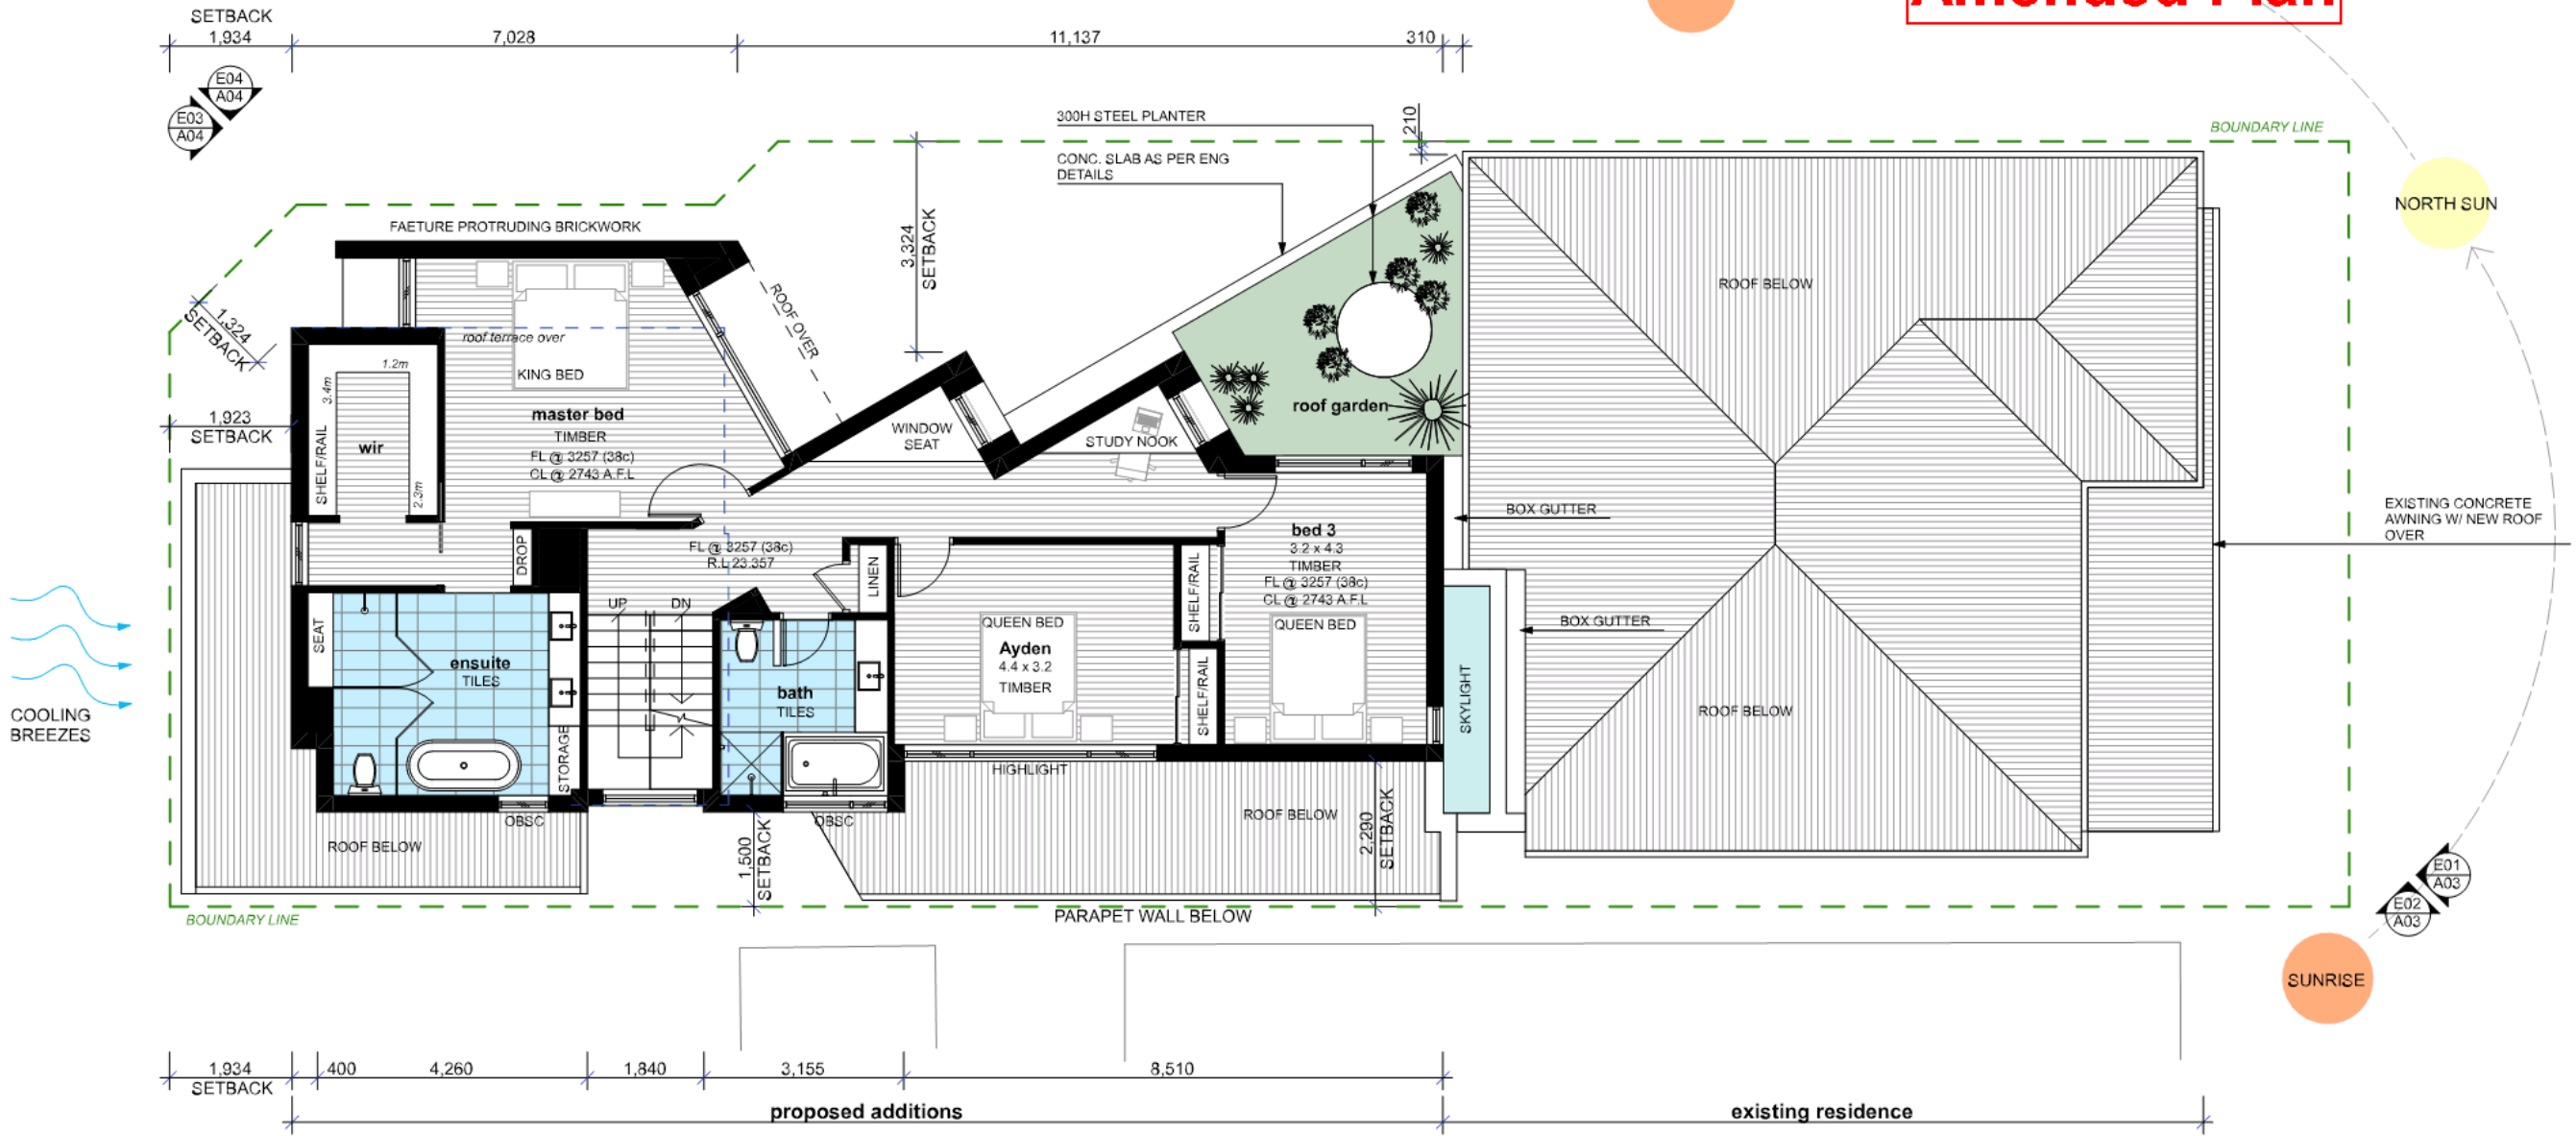 Amended Plan
SETBACK
1,934
7,028
11,137
310
E04
A04
E03
A04
300H STEEL PLANTER
CONC. SLAB AS PER ENG
DETAILS
210
BOUNDARY LINE
NORTH SUN
FAETURE PROTRUDING BRICKWORK
3,324
SETBACK
ROOF OVER
ROOF BELOW
1,324
SETBACK
roof terrace over
KING BED
1.2m
3.4m
SHELF/RAIL
wir
2.3m
master bed
TIMBER
FL @ 3257 (38c)
CL @ 2743 A.F.L
1,923
SETBACK
WINDOW
SEAT
STUDY NOOK
roof garden
BOX GUTTER
EXISTING CONCRETE
AWNING W/ NEW ROOF
OVER
DROP
FL @ 3257 (38c)
R.L 23.357
LINEN
bed 3
3.2 x 4.3
TIMBER
FL @ 3257 (38c)
CL @ 2743 A.F.L
SHELF/RAIL
UP
DN
QUEEN BED
Ayden
4.4 x 3.2
TIMBER
QUEEN BED
BOX GUTTER
SEAT
ensuite
TILES
bath
TILES
SHELF/RAIL
SKYLIGHT
ROOF BELOW
COOLING
BREEZES
STORAGE
HIGHLIGHT
OBSC
OBSC
ROOF BELOW
ROOF BELOW
1,500
SETBACK
2,290
SETBACK
E01
A03
E02
A03
BOUNDARY LINE
PARAPET WALL BELOW
SUNRISE
1,934
SETBACK
400
4,260
1,840
3,155
8,510
proposed additions
existing residence